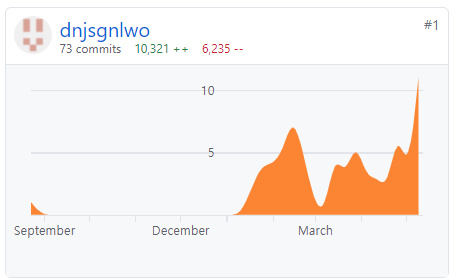 dnjsgnlwo
#1
73 commits 10,321 ++ 6,235 --
10
5
September December March